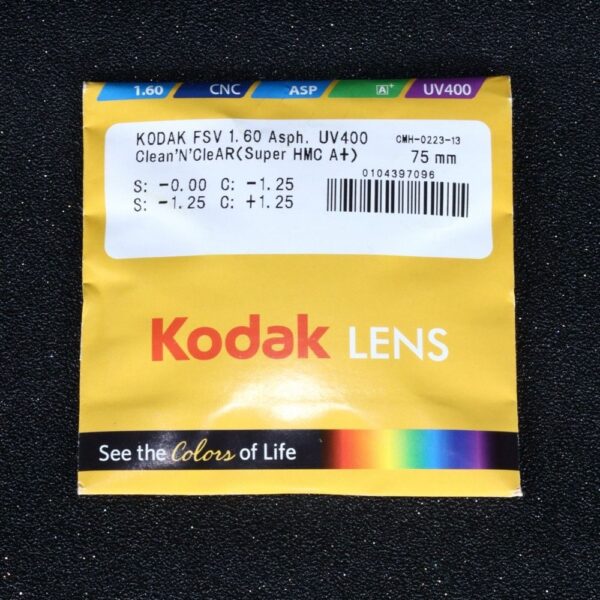 1.60 CNC ASP A+ UV400
KODAK FSV 1.60 Asph. UV400 CMH-0223-13
Clean'N'CleAR(Super HMC A+) 75 mm
0104397096
S: -0.00 C: -1.25
S: -1.25 C: +1.25
Kodak LENS
See the Colors of Life